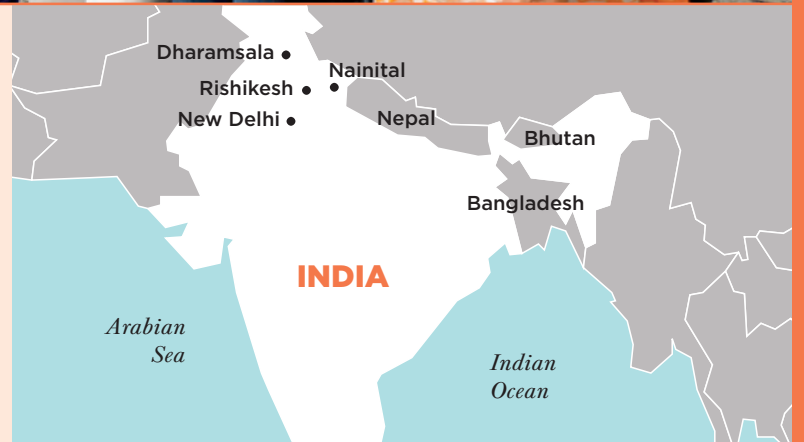 Dharamsala
Nainital
Rishikesh
New Delhi
Nepal
Bhutan
Bangladesh
INDIA
Arabian
Sea
Indian
Ocean